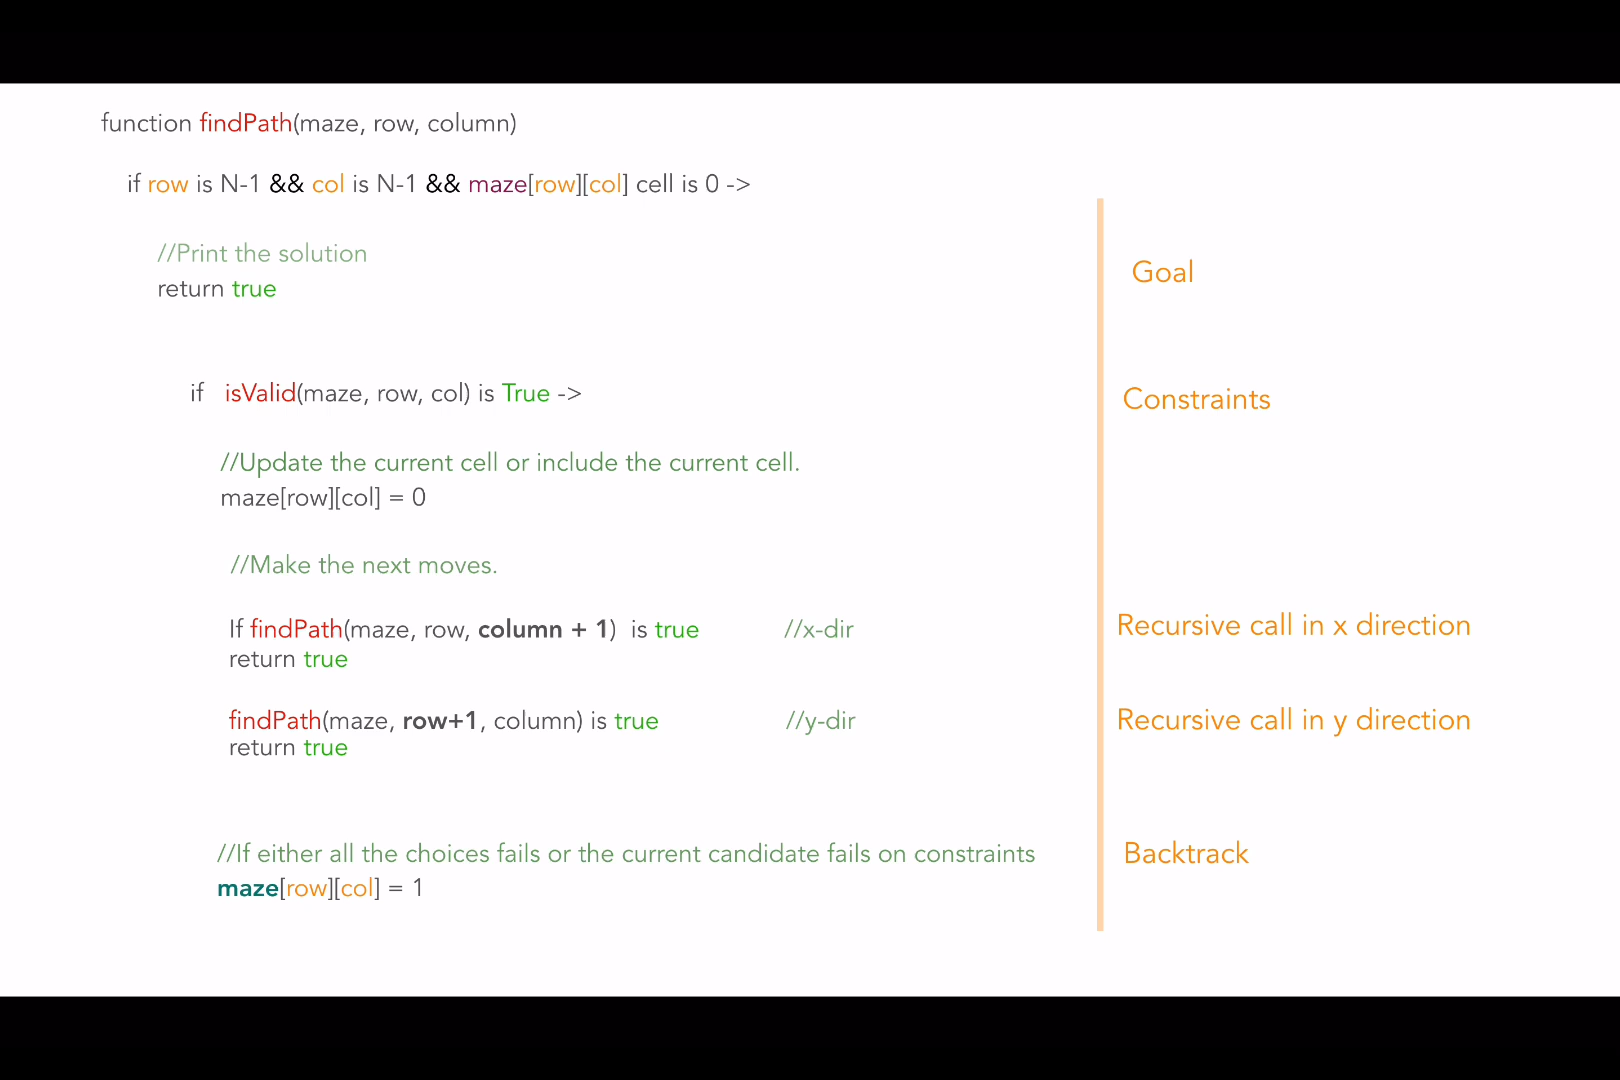 function findPath(maze, row, column)
if row is N-1 && col is N-1 && maze[row][col] cell is 0 ->
//Print the solution
return true
Goal
if isValid(maze, row, col) is True ->
Constraints
//Update the current cell or include the current cell.
maze[row][col] = 0
//Make the next moves.
If findPath(maze, row, column + 1) is true //x-dir
return true
Recursive call in x direction
findPath(maze, row+1, column) is true //y-dir
return true
Recursive call in y direction
//If either all the choices fails or the current candidate fails on constraints
maze[row][col] = 1
Backtrack